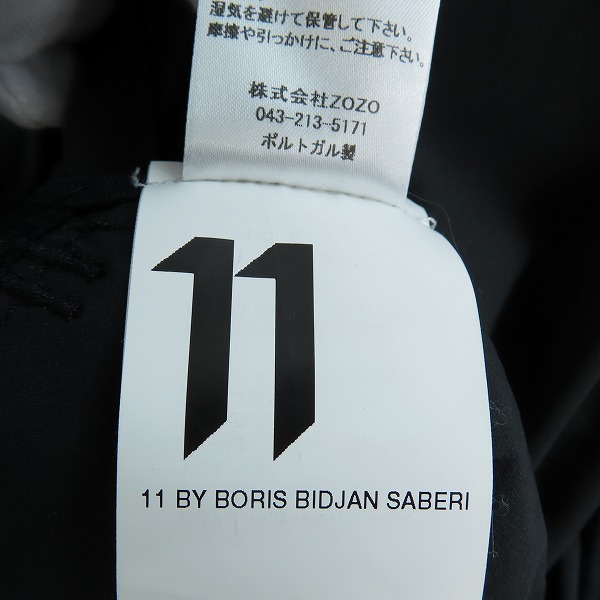 湿気を避けて保管して下さい。
摩擦や引っかけに、ご注意下さい。
株式会社ZOZO
043-213-5171
ポルトガル製
11
11 BY BORIS BIDJAN SABERI